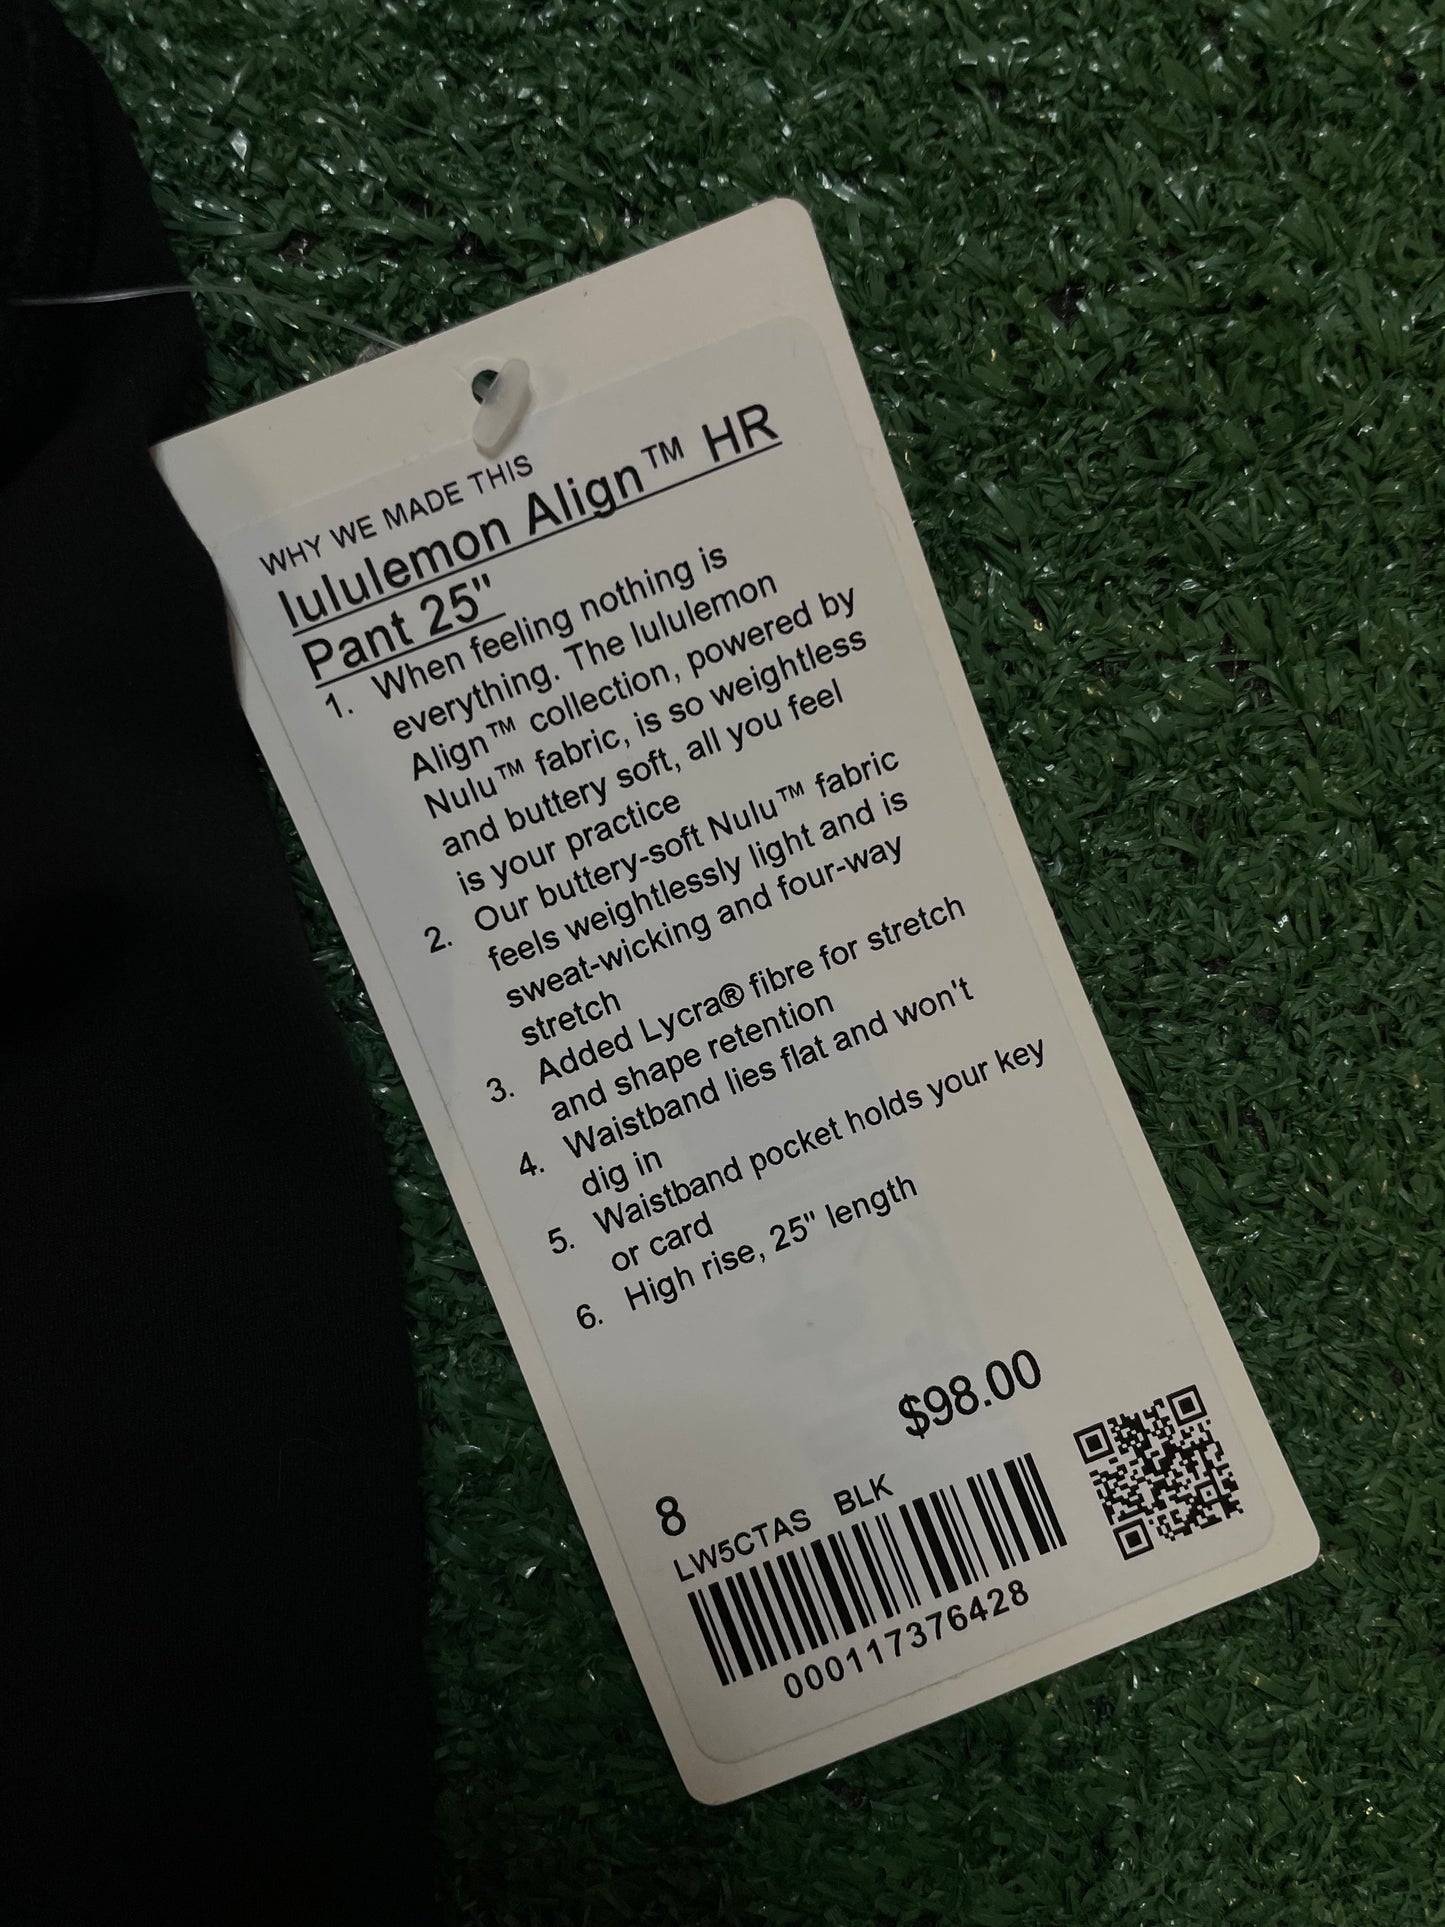 WHY WE MADE THIS
lululemon Align™ HR
Pant 25"
1. When feeling nothing is
everything. The lululemon
Align™ collection, powered by
Nulu™ fabric, is so weightless
and buttery soft, all you feel
is your practice
2. Our buttery-soft Nulu™ fabric
feels weightlessly light and is
sweat-wicking and four-way
stretch
3. Added Lycra® fibre for stretch
and shape retention
4. Waistband lies flat and won't
dig in
5. Waistband pocket holds your key
or card
6. High rise, 25" length
$98.00
8
LW5CTAS BLK
000117376428